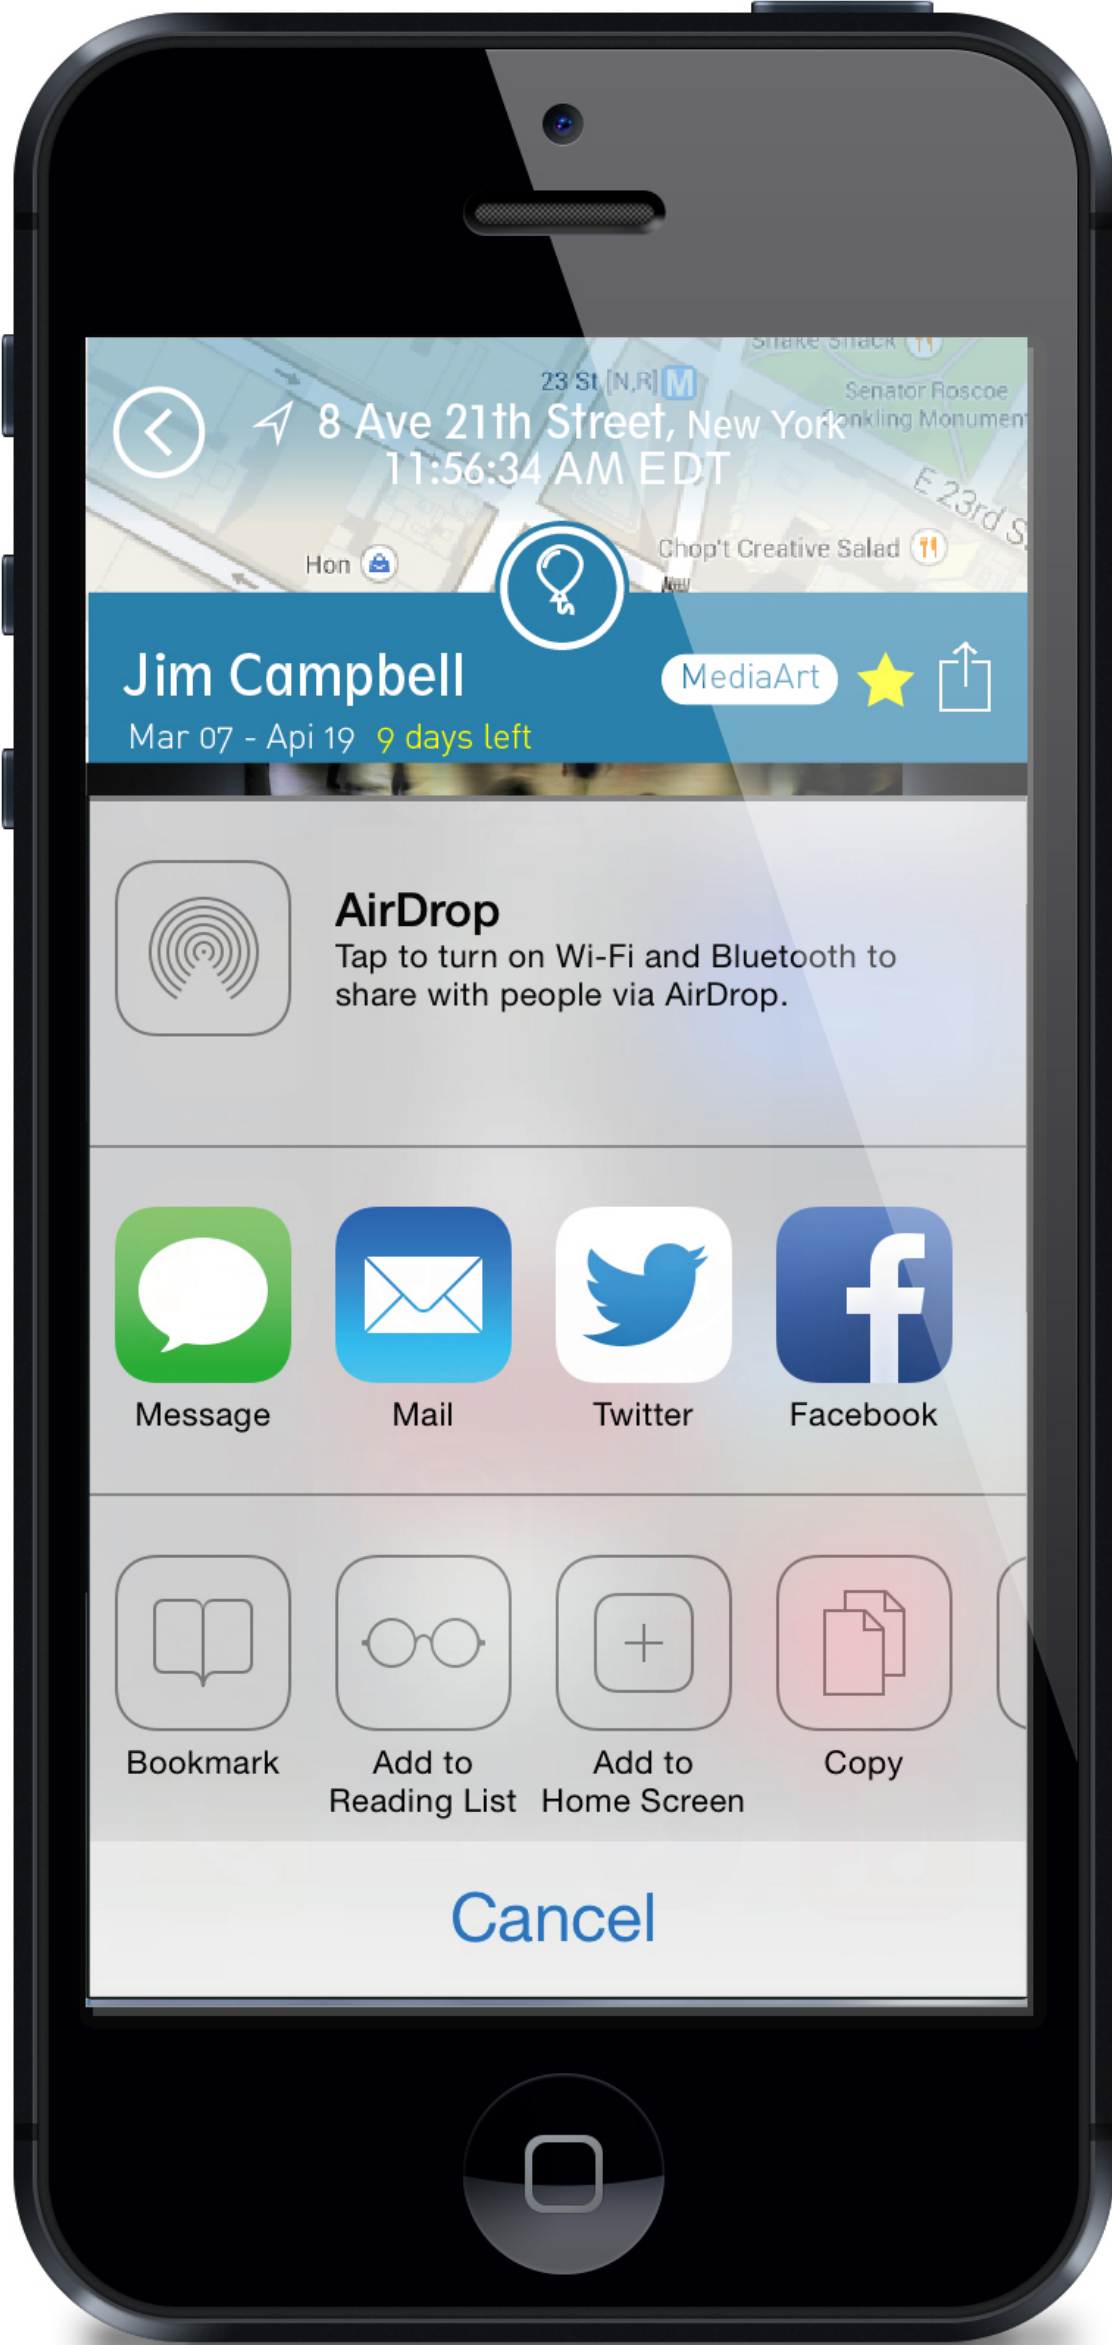 Shake Shack
23 St [N,R] M
Senator Roscoe
Conkling Monument
8 Ave 21th Street, New York
11:56:34 AM EDT
E 23rd S
Chop't Creative Salad
Hon
Jim Campbell
MediaArt
Mar 07 - Api 19 9 days left
AirDrop
Tap to turn on Wi-Fi and Bluetooth to
share with people via AirDrop.
Message Mail Twitter Facebook
Bookmark Add to Add to Copy
Reading List Home Screen
Cancel